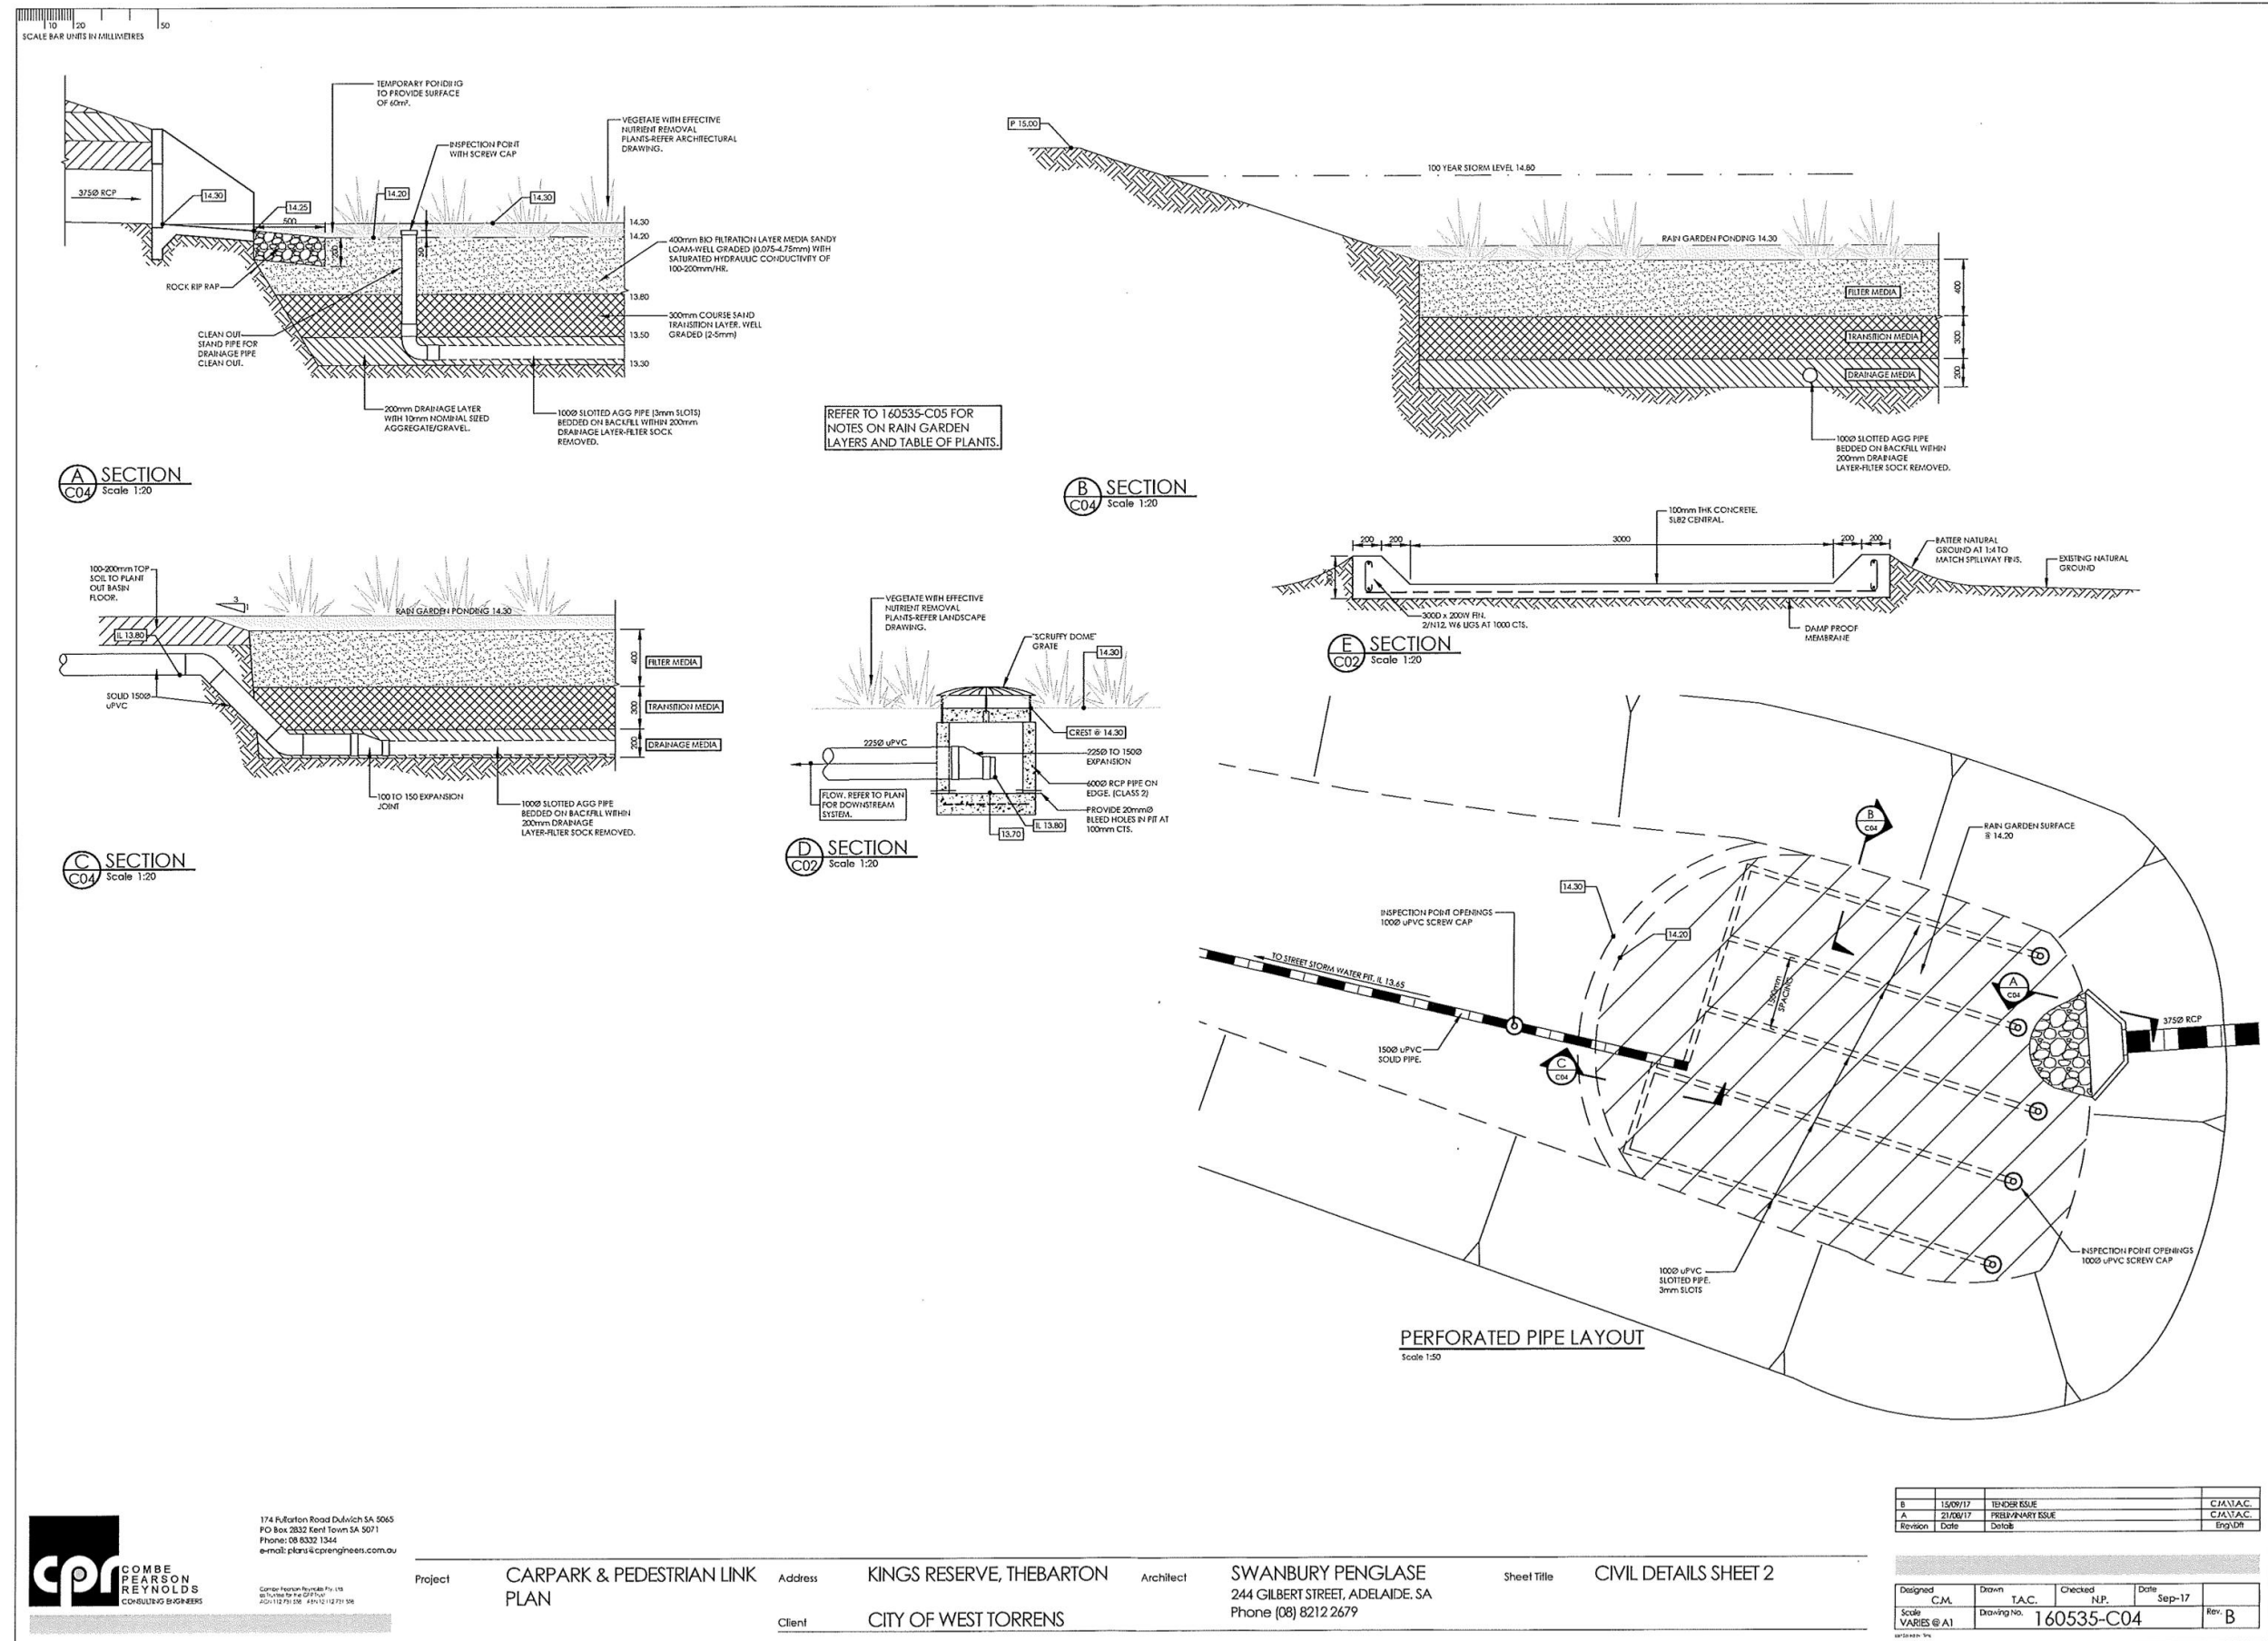 10 20 50
SCALE BAR UNITS IN MILLIMETRES
TEMPORARY PONDING
TO PROVIDE SURFACE
OF 60m².
INSPECTION POINT
WITH SCREW CAP
VEGETATE WITH EFFECTIVE
NUTRIENT REMOVAL
PLANTS-REFER ARCHITECTURAL
DRAWING.
375Ø RCP
14.30
14.25
500
14.20
14.30
200
14.30
14.20
13.80
13.50
13.30
400mm BIO FILTRATION LAYER MEDIA SANDY
LOAM-WELL GRADED (0.075-4.75mm) WITH
SATURATED HYDRAULIC CONDUCTIVITY OF
100-200mm/HR.
ROCK RIP RAP
300mm COURSE SAND
TRANSITION LAYER. WELL
GRADED (2-5mm)
CLEAN OUT
STAND PIPE FOR
DRAINAGE PIPE
CLEAN OUT.
200mm DRAINAGE LAYER
WITH 10mm NOMINAL SIZED
AGGREGATE/GRAVEL.
100Ø SLOTTED AGG PIPE (3mm SLOTS)
BEDDED ON BACKFILL WITHIN 200mm
DRAINAGE LAYER-FILTER SOCK
REMOVED.
A
C04
SECTION
Scale 1:20
REFER TO 160535-C05 FOR
NOTES ON RAIN GARDEN
LAYERS AND TABLE OF PLANTS.
P 15.00
100 YEAR STORM LEVEL 14.80
RAIN GARDEN PONDING 14.30
FILTER MEDIA
400
TRANSITION MEDIA
300
DRAINAGE MEDIA
200
100Ø SLOTTED AGG PIPE
BEDDED ON BACKFILL WITHIN
200mm DRAINAGE
LAYER-FILTER SOCK REMOVED.
B
C04
SECTION
Scale 1:20
100mm THK CONCRETE.
SL82 CENTRAL.
200 200 3000 200 200
BATTER NATURAL
GROUND AT 1:4 TO
MATCH SPILLWAY FINS.
EXISTING NATURAL
GROUND
300D x 200W FIN.
2/N12, W6 LIGS AT 1000 CTS.
DAMP PROOF
MEMBRANE
E
C02
SECTION
Scale 1:20
100-200mm TOP
SOIL TO PLANT
OUT BASIN
FLOOR.
3
1
RAIN GARDEN PONDING 14.30
IL 13.80
400
FILTER MEDIA
SOLID 150Ø
uPVC
300
TRANSITION MEDIA
200
DRAINAGE MEDIA
100 TO 150 EXPANSION
JOINT
100Ø SLOTTED AGG PIPE
BEDDED ON BACKFILL WITHIN
200mm DRAINAGE
LAYER-FILTER SOCK REMOVED.
C
C04
SECTION
Scale 1:20
VEGETATE WITH EFFECTIVE
NUTRIENT REMOVAL
PLANTS-REFER LANDSCAPE
DRAWING.
"SCRUFFY DOME"
GRATE
14.30
CREST @ 14.30
225Ø uPVC
225Ø TO 150Ø
EXPANSION
600Ø RCP PIPE ON
EDGE. (CLASS 2)
FLOW. REFER TO PLAN
FOR DOWNSTREAM
SYSTEM.
PROVIDE 20mmØ
BLEED HOLES IN PIT AT
100mm CTS.
IL 13.80
13.70
D
C02
SECTION
Scale 1:20
B
C04
RAIN GARDEN SURFACE
@ 14.20
14.30
INSPECTION POINT OPENINGS
100Ø uPVC SCREW CAP
14.20
TO STREET STORM WATER PIT. IL 13.65
1500mm
SPACING
A
C04
375Ø RCP
150Ø uPVC
SOLID PIPE.
C
C04
INSPECTION POINT OPENINGS
100Ø uPVC SCREW CAP
100Ø uPVC
SLOTTED PIPE.
3mm SLOTS
PERFORATED PIPE LAYOUT
Scale 1:50
B 15/09/17 TENDER ISSUE C.M.\T.A.C.
A 21/08/17 PRELIMINARY ISSUE C.M.\T.A.C.
Revision Date Details Eng\Dft
cpr
COMBE
PEARSON
REYNOLDS
CONSULTING ENGINEERS
174 Fullarton Road Dulwich SA 5065
PO Box 2832 Kent Town SA 5071
Phone: 08 8332 1344
e-mail: plans@cprengineers.com.au
Project
CARPARK & PEDESTRIAN LINK
PLAN
Address
KINGS RESERVE, THEBARTON
Client
CITY OF WEST TORRENS
Architect
SWANBURY PENGLASE
244 GILBERT STREET, ADELAIDE. SA
Phone (08) 8212 2679
Sheet Title
CIVIL DETAILS SHEET 2
Designed C.M.
Drawn T.A.C.
Checked N.P.
Date Sep-17
Scale VARIES @ A1
Drawing No. 160535-C04
Rev. B